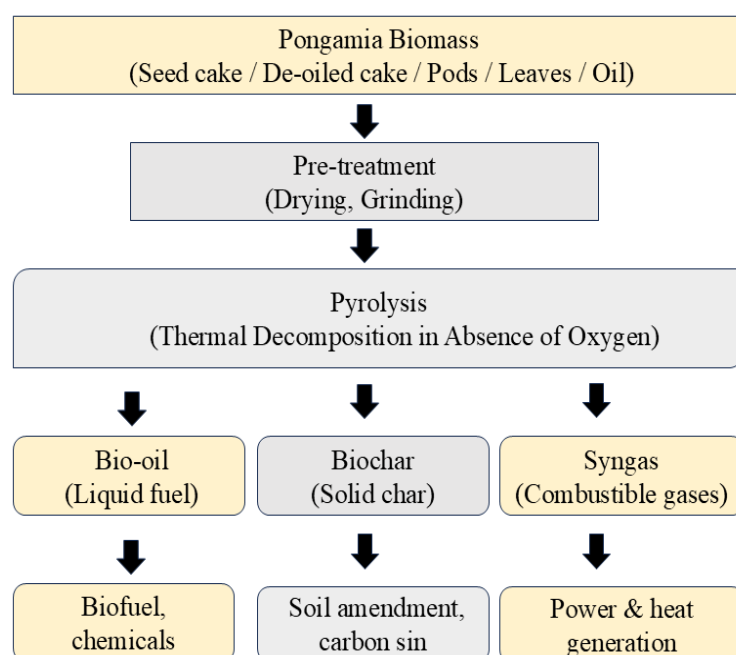 Pongamia Biomass
(Seed cake / De-oiled cake / Pods / Leaves / Oil)
Pre-treatment
(Drying, Grinding)
Pyrolysis
(Thermal Decomposition in Absence of Oxygen)
Bio-oil
(Liquid fuel)
Biochar
(Solid char)
Syngas
(Combustible gases)
Biofuel,
chemicals
Soil amendment,
carbon sin
Power & heat
generation